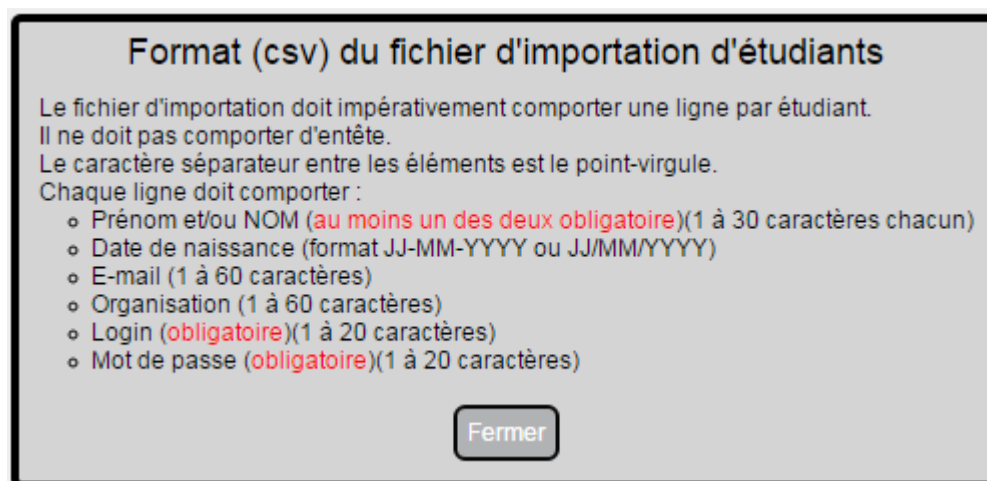 Format (csv) du fichier d'importation d'étudiants
Le fichier d'importation doit impérativement comporter une ligne par étudiant.
Il ne doit pas comporter d'entête.
Le caractère séparateur entre les éléments est le point-virgule.
Chaque ligne doit comporter :
Prénom et/ou NOM (au moins un des deux obligatoire)(1 à 30 caractères chacun)
Date de naissance (format JJ-MM-YYYY ou JJ/MM/YYYY)
E-mail (1 à 60 caractères)
Organisation (1 à 60 caractères)
Login (obligatoire)(1 à 20 caractères)
Mot de passe (obligatoire)(1 à 20 caractères)
Fermer